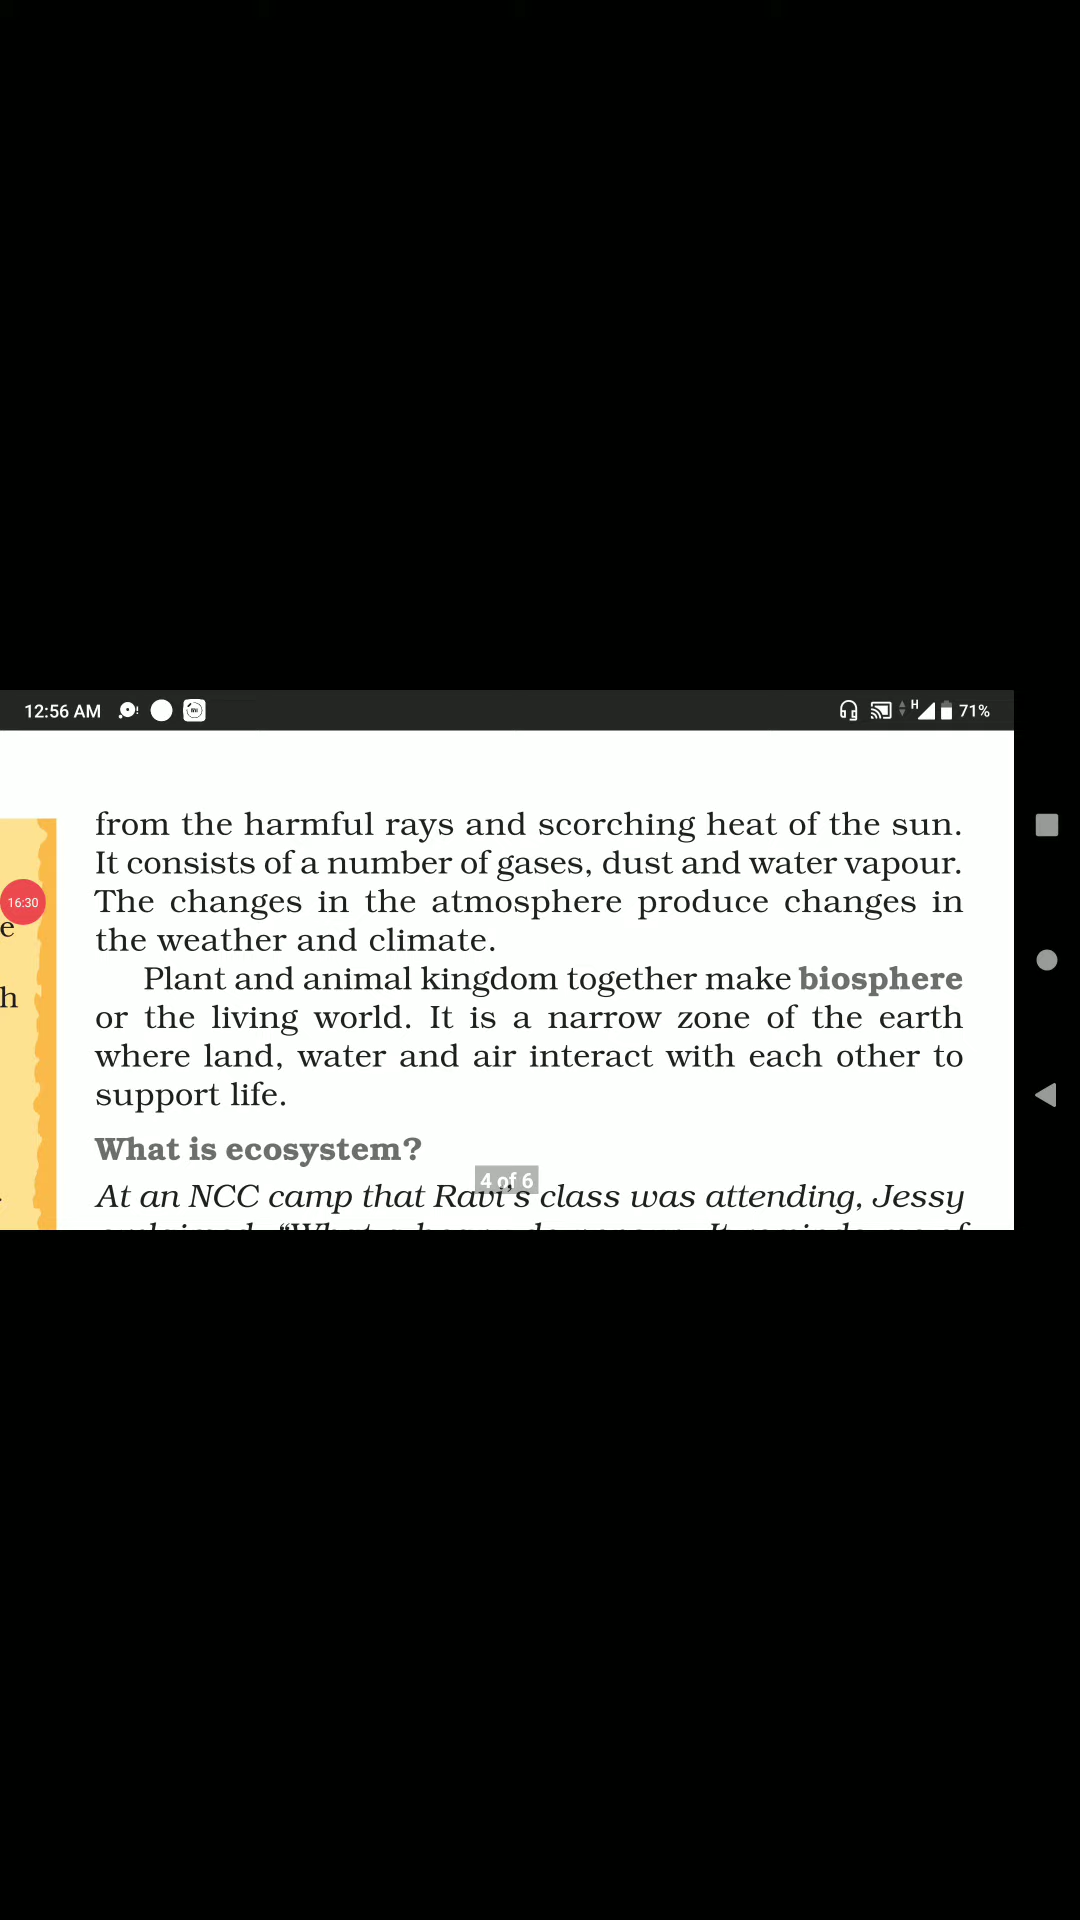 12:56 AM
H 71%
from the harmful rays and scorching heat of the sun.
It consists of a number of gases, dust and water vapour.
16:30
The changes in the atmosphere produce changes in
e
the weather and climate.
Plant and animal kingdom together make biosphere
h
or the living world. It is a narrow zone of the earth
where land, water and air interact with each other to
support life.
What is ecosystem?
4 of 6
At an NCC camp that Ravi's class was attending, Jessy